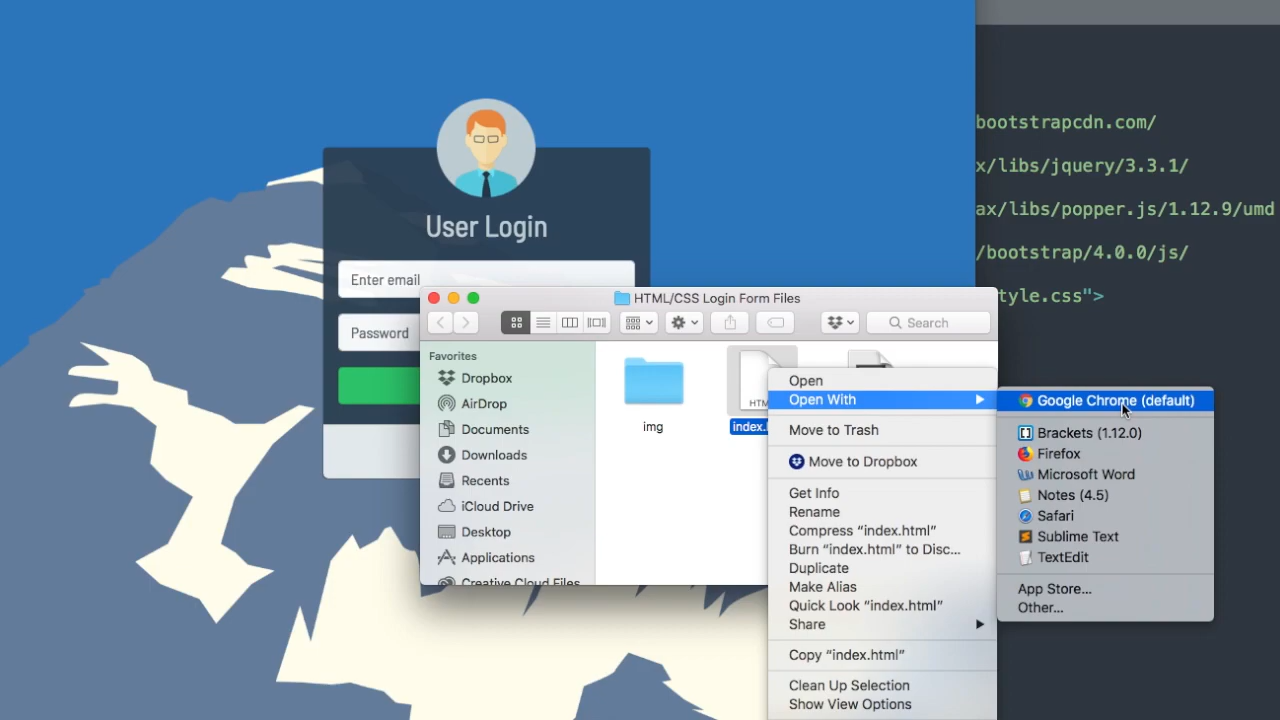 bootstrapcdn.com/
x/libs/jquery/3.3.1/
ax/libs/popper.js/1.12.9/umd
/bootstrap/4.0.0/js/
tyle.css">
User Login
Enter email
Password
HTML/CSS Login Form Files
Search
Favorites
Dropbox
AirDrop
Documents
Downloads
Recents
iCloud Drive
Desktop
Applications
Creative Cloud Files
img
HTM
index.h
Open
Open With
Move to Trash
Move to Dropbox
Get Info
Rename
Compress “index.html”
Burn “index.html” to Disc...
Duplicate
Make Alias
Quick Look “index.html”
Share
Copy “index.html”
Clean Up Selection
Show View Options
Google Chrome (default)
Brackets (1.12.0)
Firefox
Microsoft Word
Notes (4.5)
Safari
Sublime Text
TextEdit
App Store...
Other...